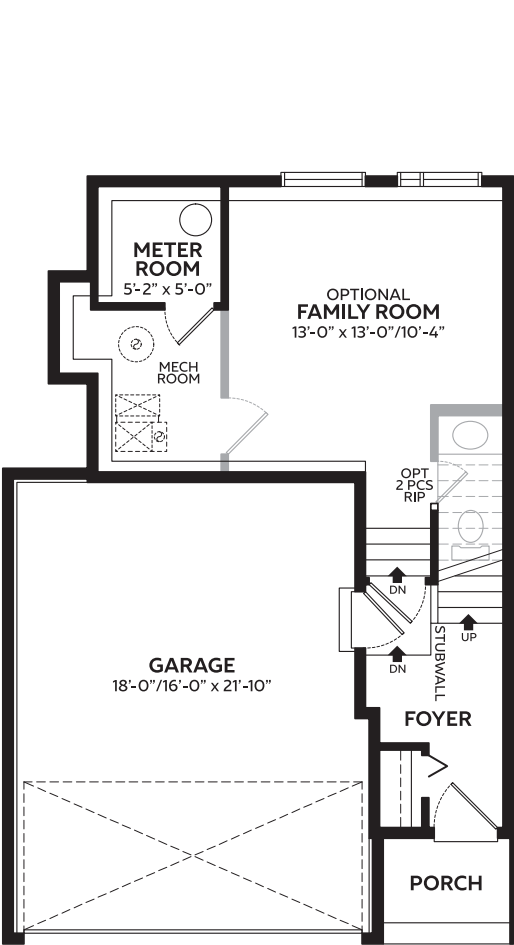 METER
ROOM
5'-2" x 5'-0"
OPTIONAL
FAMILY ROOM
13'-0" x 13'-0"/10'-4"
MECH
ROOM
OPT
2 PCS
RIP
DN
UP
STUBWALL
DN
GARAGE
18'-0"/16'-0" x 21'-10"
FOYER
PORCH